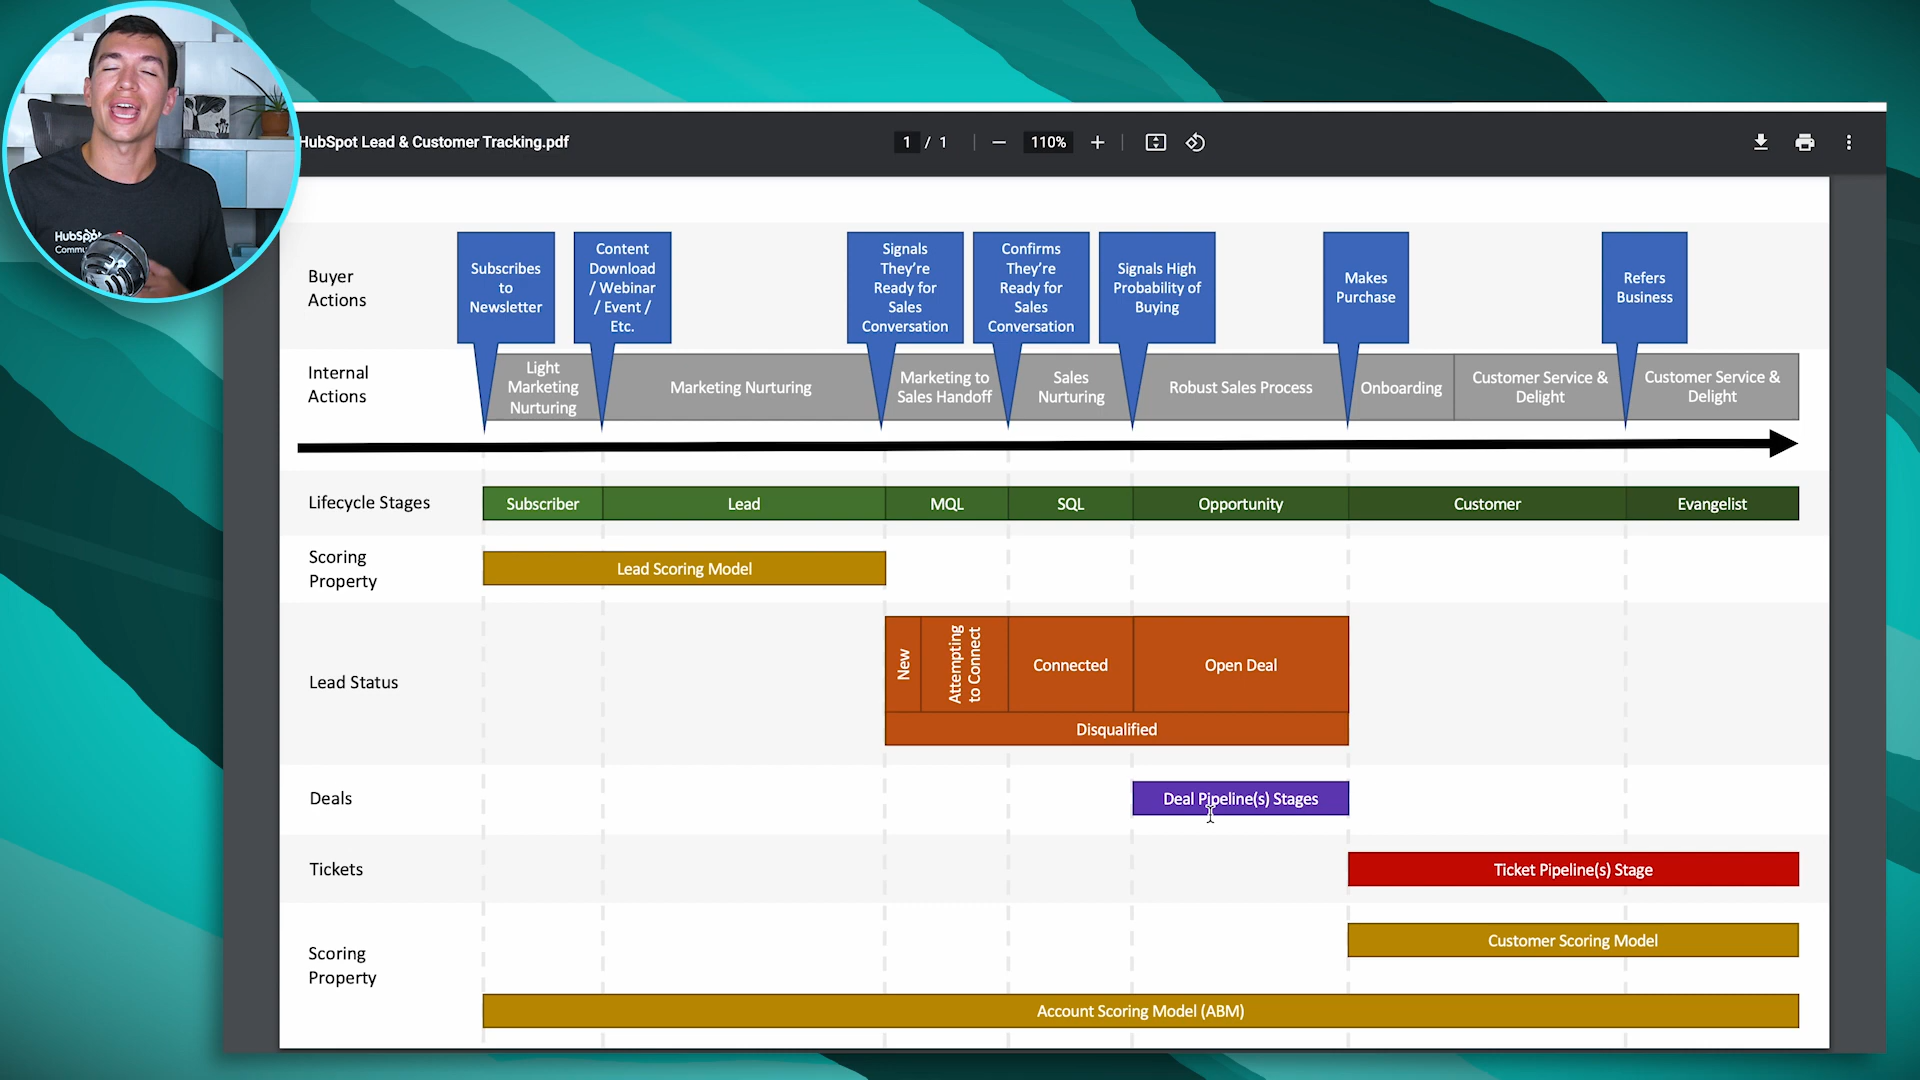 HubSpot Lead & Customer Tracking.pdf
1 / 1
110%
HubSpot
Commu
Buyer
Actions
Subscribes
to
Newsletter
Content
Download
/ Webinar
/ Event /
Etc.
Signals
They're
Ready for
Sales
Conversation
Confirms
They're
Ready for
Sales
Conversation
Signals High
Probability of
Buying
Makes
Purchase
Refers
Business
Internal
Actions
Light
Marketing
Nurturing
Marketing Nurturing
Marketing to
Sales Handoff
Sales
Nurturing
Robust Sales Process
Onboarding
Customer Service &
Delight
Customer Service &
Delight
Lifecycle Stages
Subscriber
Lead
MQL
SQL
Opportunity
Customer
Evangelist
Scoring
Property
Lead Scoring Model
Lead Status
New
Attempting
to Connect
Connected
Open Deal
Disqualified
Deals
Deal Pipeline(s) Stages
Tickets
Ticket Pipeline(s) Stage
Scoring
Property
Customer Scoring Model
Account Scoring Model (ABM)